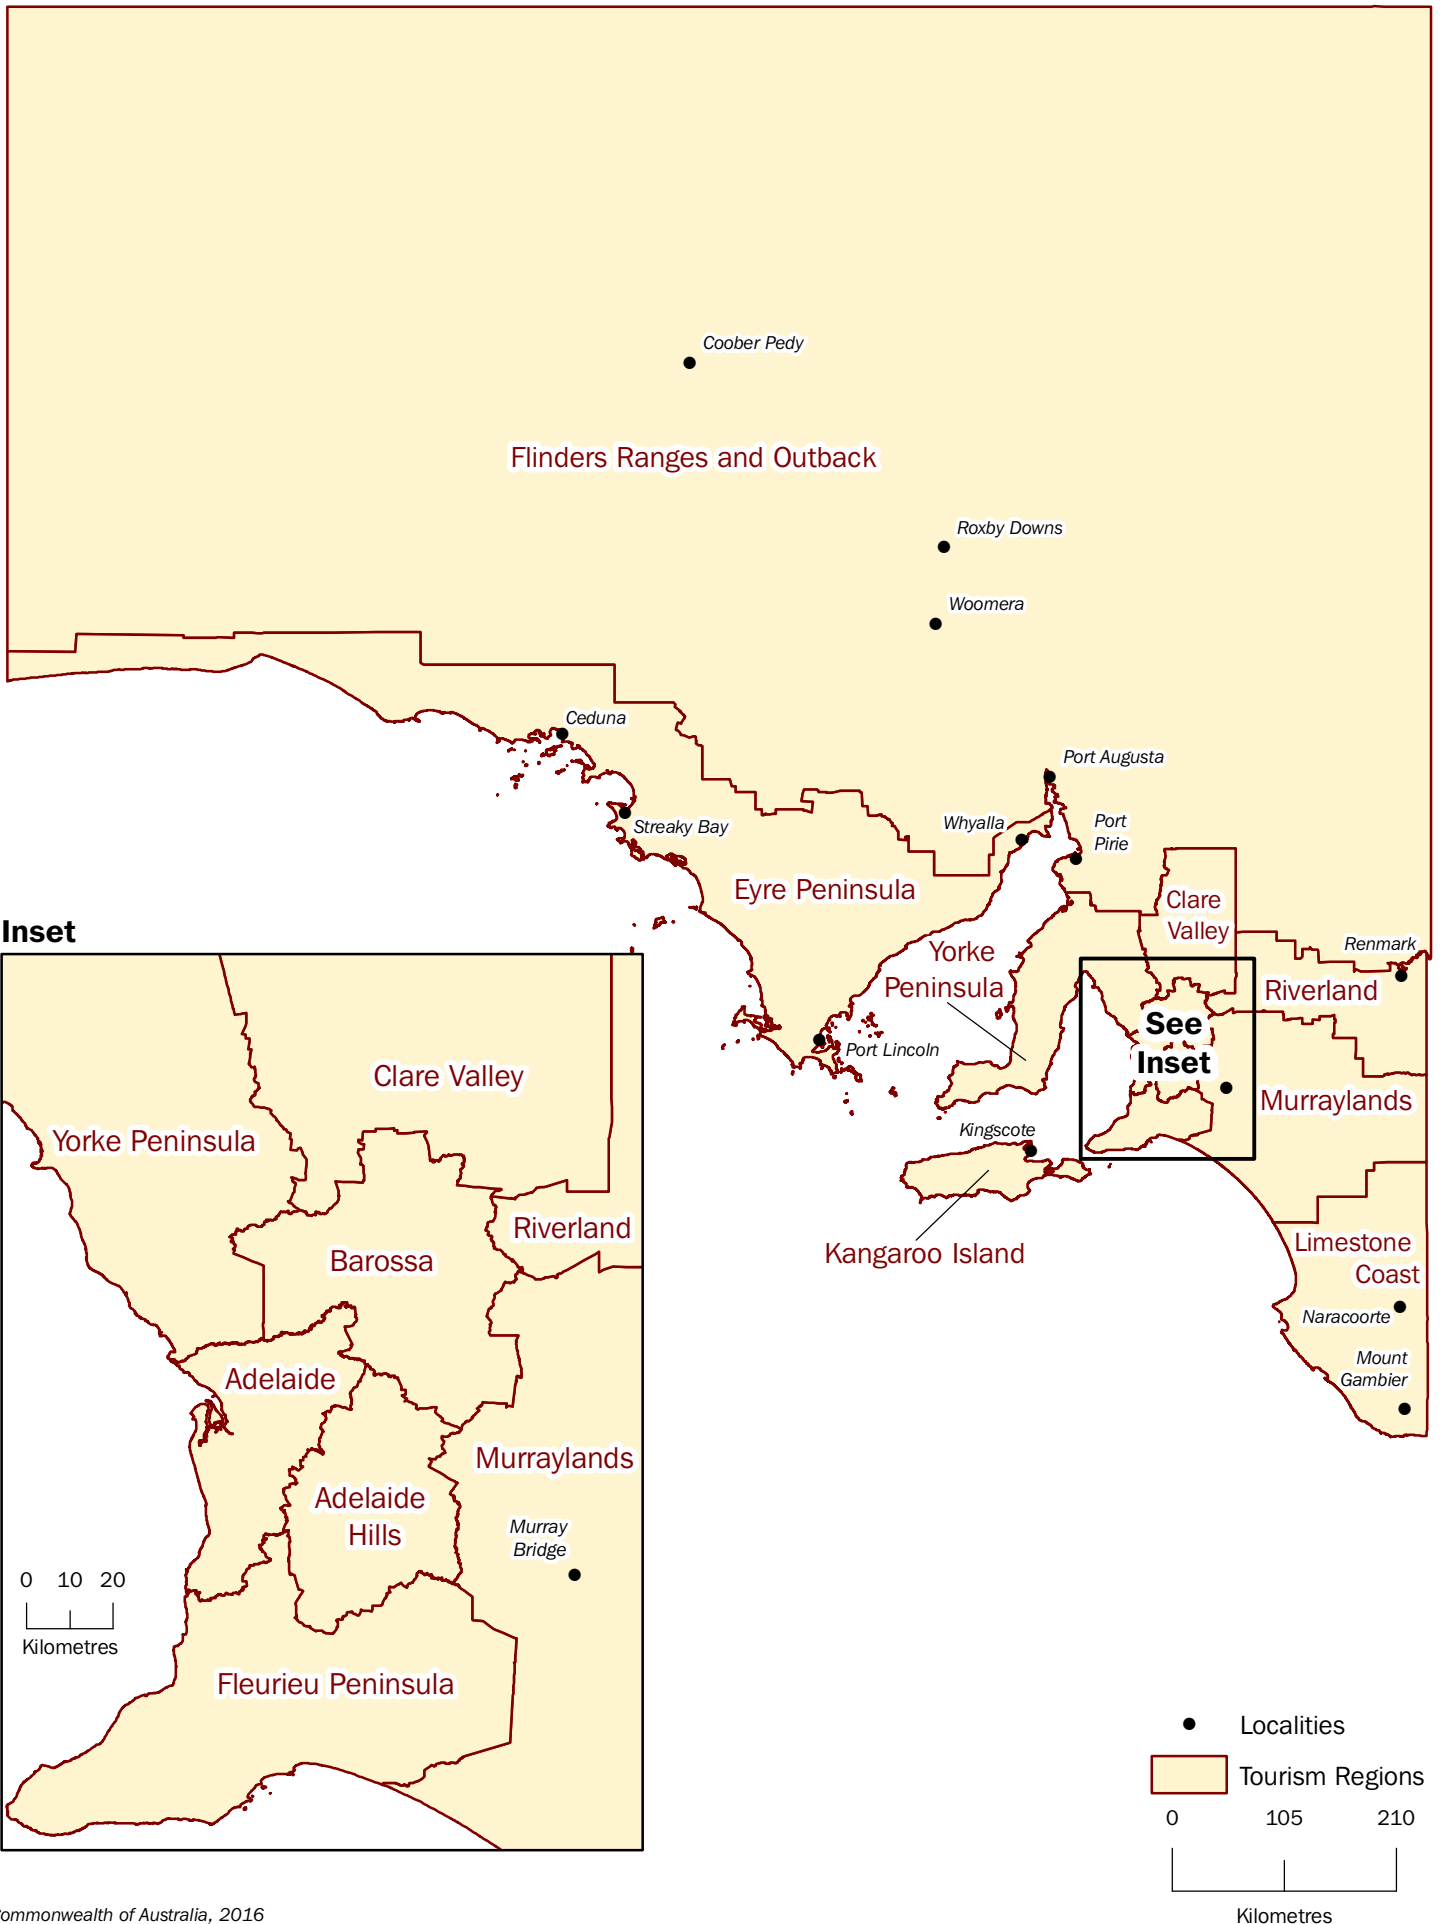 Coober Pedy
Flinders Ranges and Outback
Roxby Downs
Woomera
Ceduna
Port Augusta
Streaky Bay
Whyalla
Port
Pirie
Eyre Peninsula
Clare
Valley
Yorke
Peninsula
Renmark
Riverland
See
Inset
Port Lincoln
Murraylands
Kingscote
Kangaroo Island
Limestone
Coast
Naracoorte
Mount
Gambier
Inset
Clare Valley
Yorke Peninsula
Riverland
Barossa
Adelaide
Murraylands
Adelaide
Hills
Murray
Bridge
0 10 20
Kilometres
Fleurieu Peninsula
Localities
Tourism Regions
0 105 210
Kilometres
ommonwealth of Australia, 2016